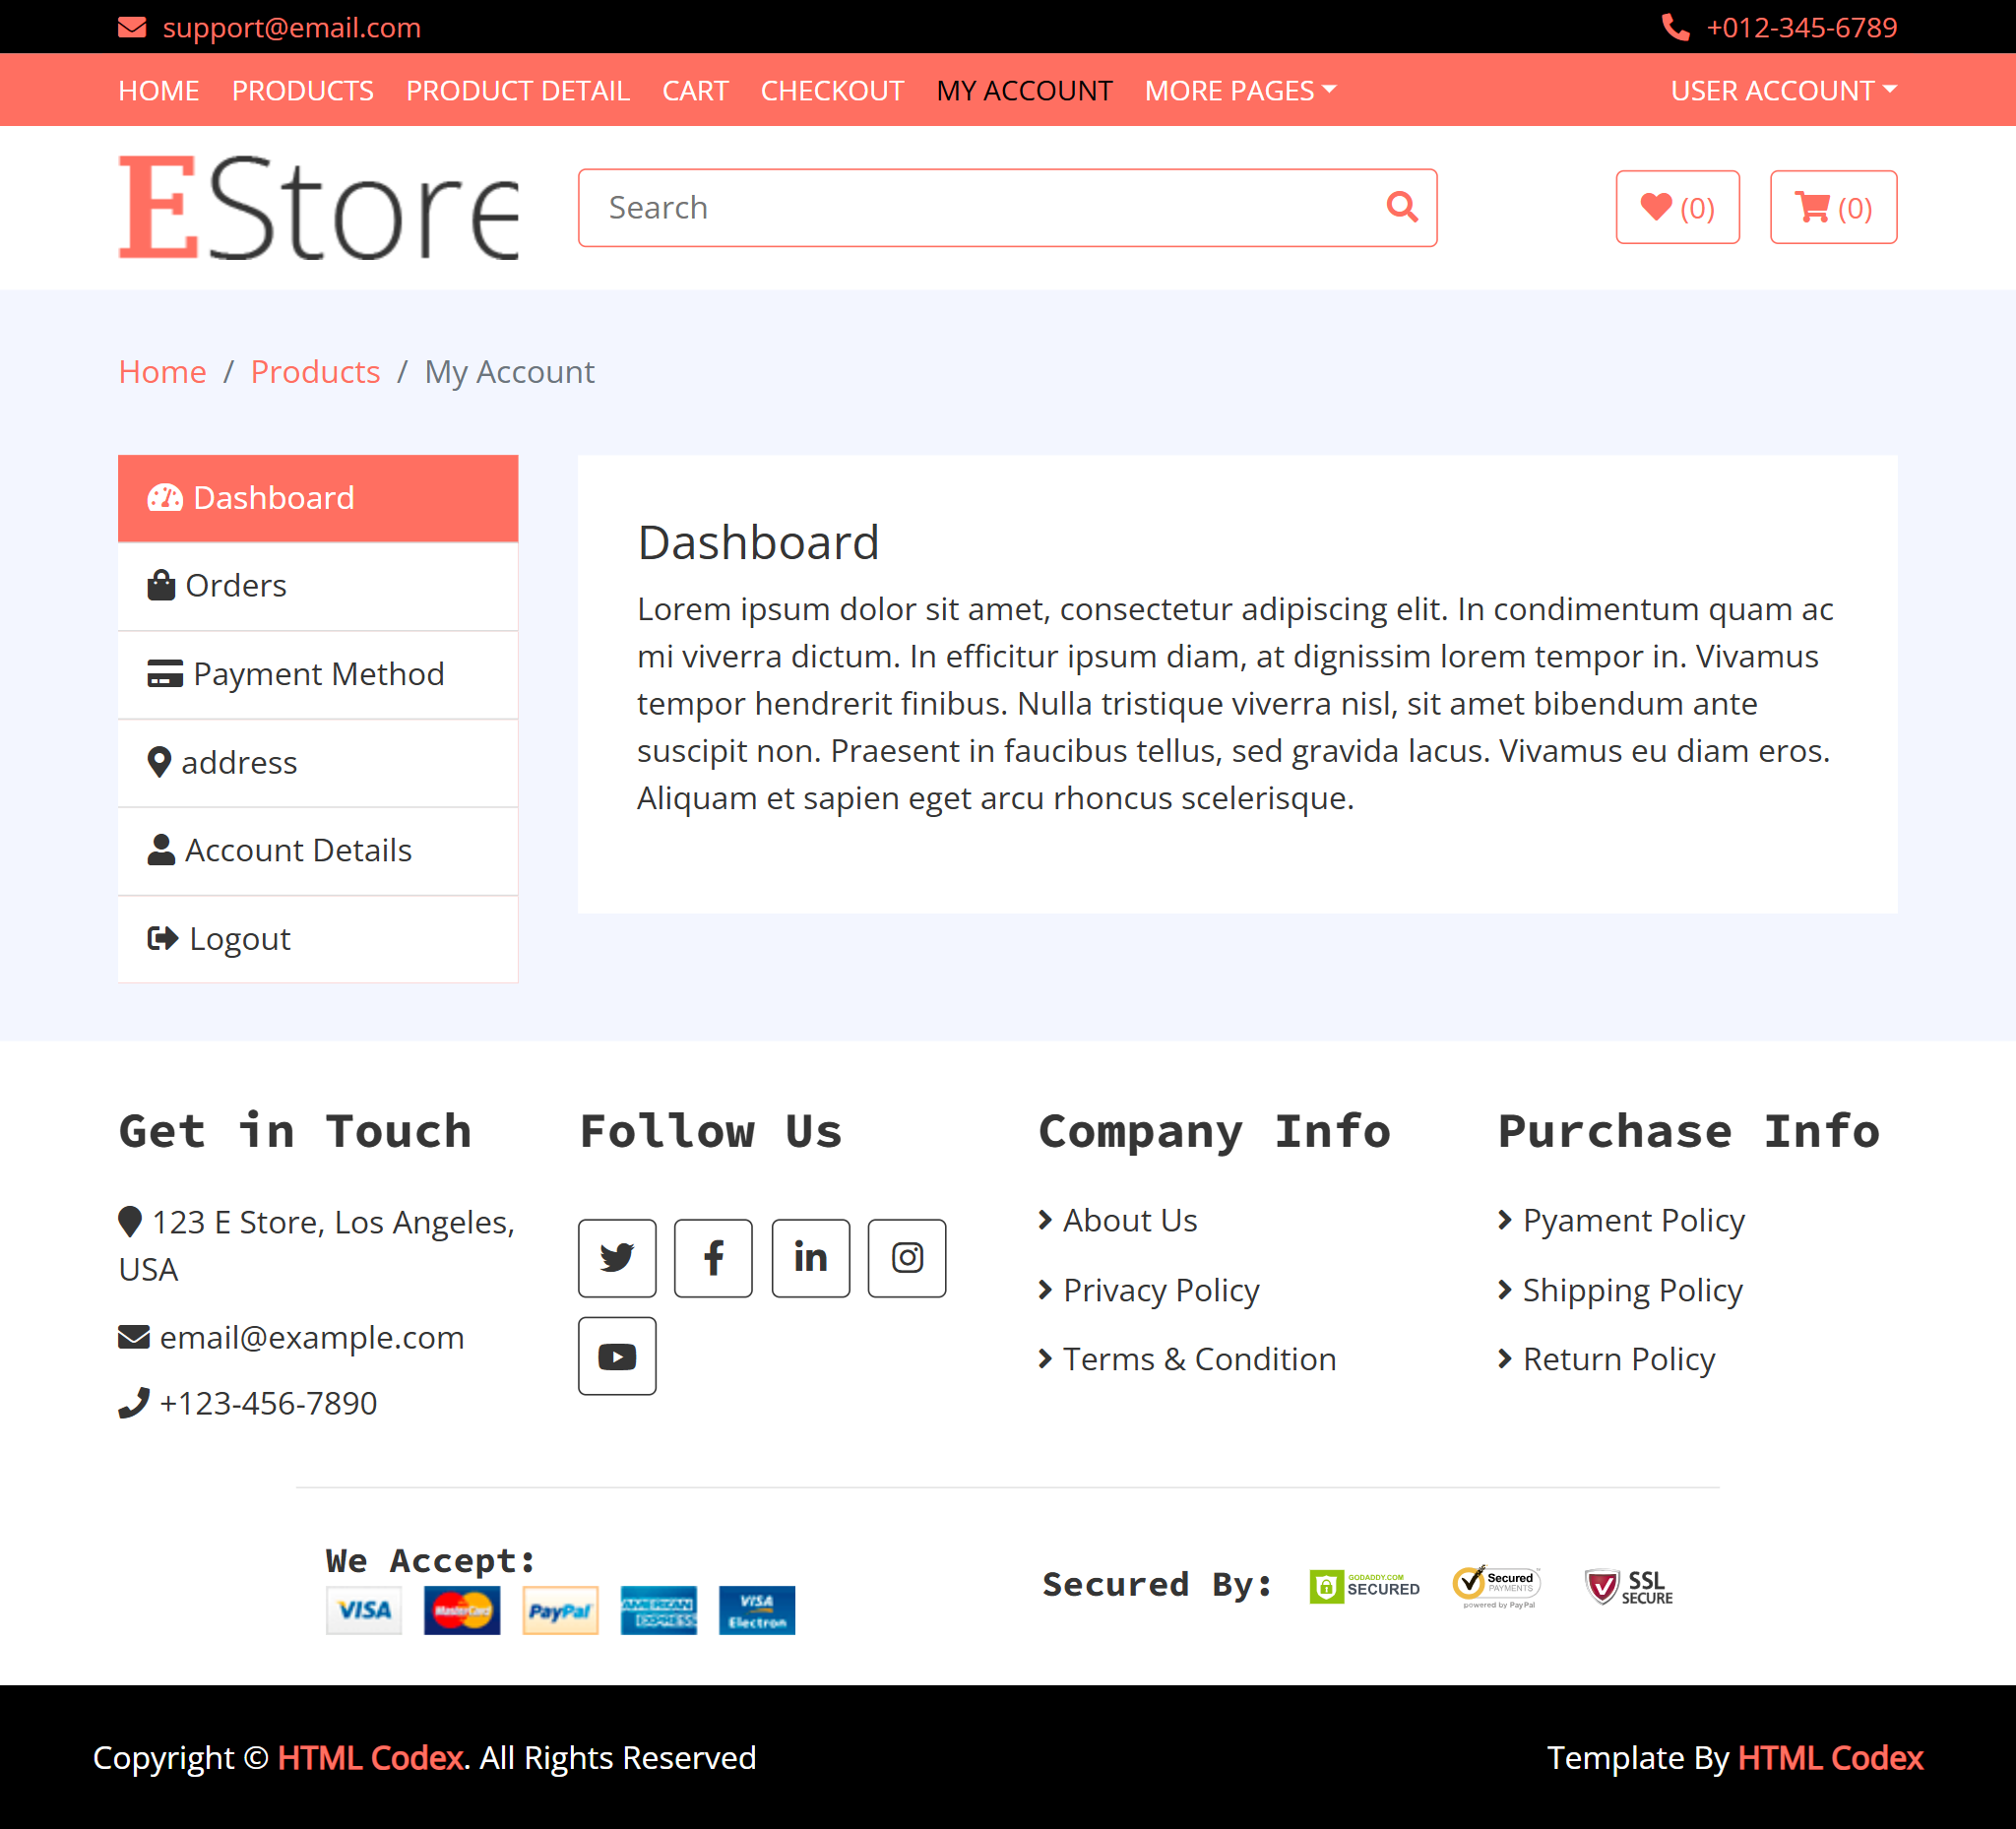 support@email.com
+012-345-6789
HOME PRODUCTS PRODUCT DETAIL CART CHECKOUT MY ACCOUNT MORE PAGES USER ACCOUNT
EStore
Search
(0)
(0)
Home / Products / My Account
Dashboard
Orders
Payment Method
address
Account Details
Logout
Dashboard
Lorem ipsum dolor sit amet, consectetur adipiscing elit. In condimentum quam ac
mi viverra dictum. In efficitur ipsum diam, at dignissim lorem tempor in. Vivamus
tempor hendrerit finibus. Nulla tristique viverra nisl, sit amet bibendum ante
suscipit non. Praesent in faucibus tellus, sed gravida lacus. Vivamus eu diam eros.
Aliquam et sapien eget arcu rhoncus scelerisque.
Get in Touch
123 E Store, Los Angeles,
USA
email@example.com
+123-456-7890
Follow Us
Company Info
About Us
Privacy Policy
Terms & Condition
Purchase Info
Pyament Policy
Shipping Policy
Return Policy
We Accept:
VISA
MasterCard
PayPal
AMERICAN
EXPRESS
VISA
Electron
Secured By:
GODADDY.COM
SECURED
Secured
PAYMENTS
powered by PayPal
SSL
SECURE
Copyright © HTML Codex. All Rights Reserved
Template By HTML Codex